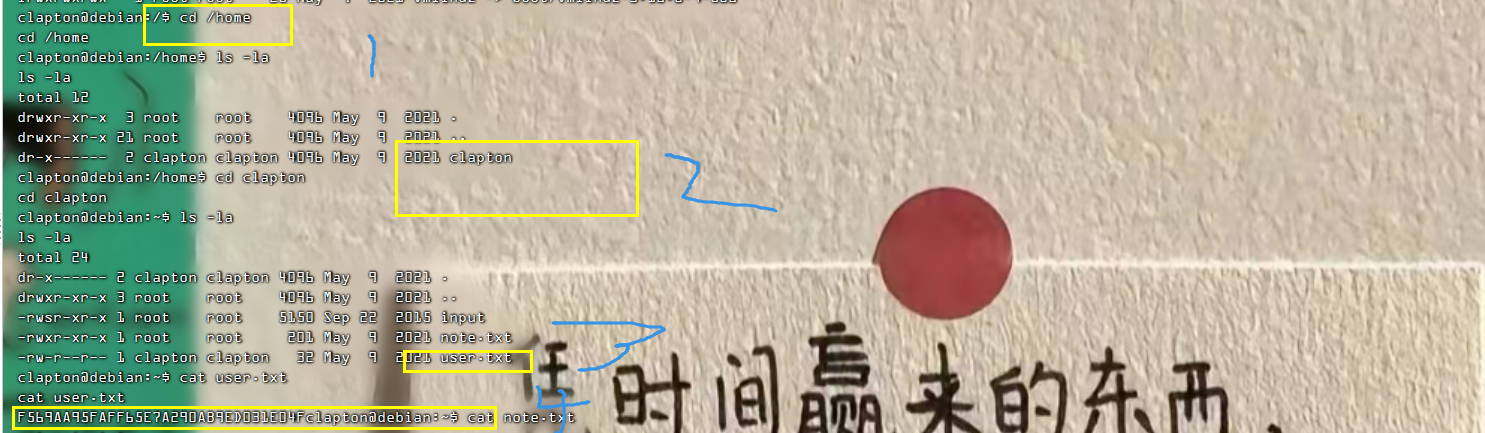 clapton@debian:/$ cd /home
cd /home
clapton@debian:/home$ ls -la
1
ls -la
total 12
drwxr-xr-x  3 root    root    4096 May  9  2021 .
drwxr-xr-x 21 root    root    4096 May  9  2021 ..
dr-x------  2 clapton clapton 4096 May  9  2021 clapton
clapton@debian:/home$ cd clapton
2
cd clapton
clapton@debian:~$ ls -la
ls -la
total 24
dr-x------ 2 clapton clapton 4096 May  9  2021 .
drwxr-xr-x 3 root    root    4096 May  9  2021 ..
-rwsr-xr-x 1 root    root    5150 Sep 22  2015 input
-rwxr-xr-x 1 root    root     201 May  9  2021 note.txt
3
-rw-r--r-- 1 clapton clapton   32 May  9  2021 user.txt
clapton@debian:~$ cat user.txt
cat user.txt
4
F569AA95FAFF65E7A290AB9ED031E04Fclapton@debian:~$ cat note.txt
时间赢来的东西